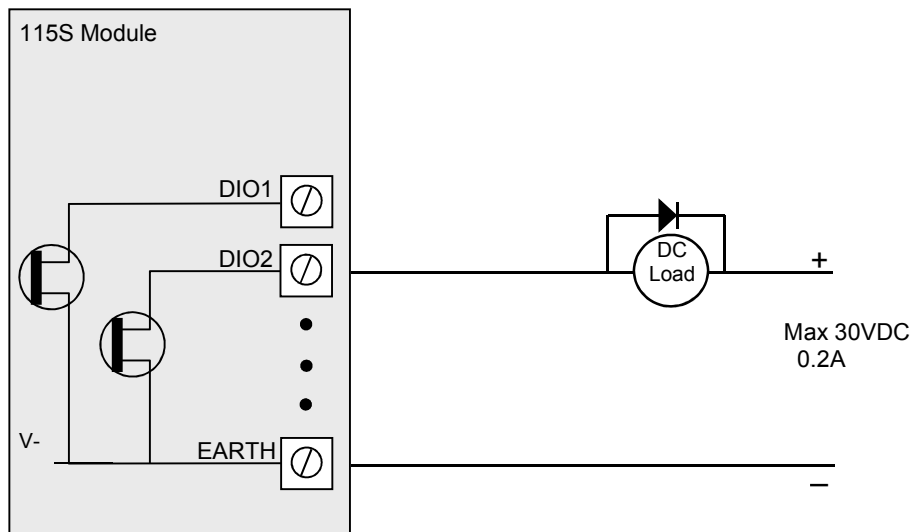 115S Module
DIO1
DIO2
DC
Load
+
Max 30VDC
0.2A
V-
EARTH
–